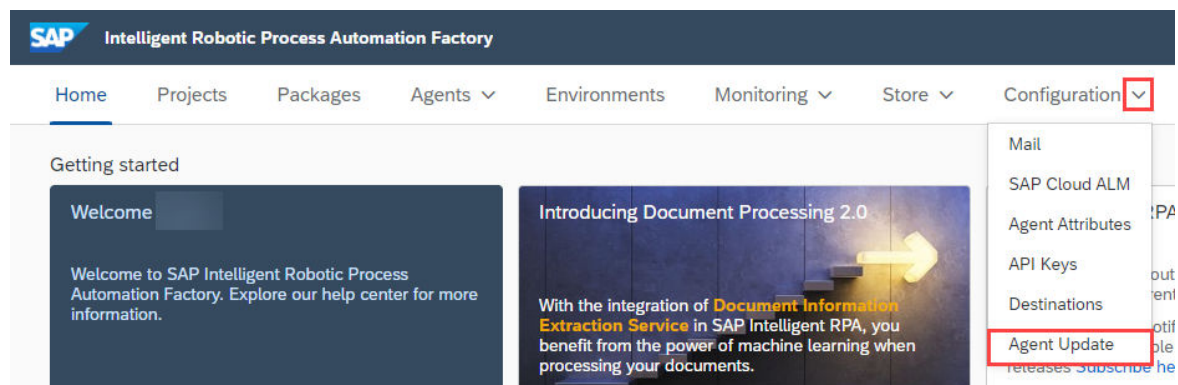 SAP Intelligent Robotic Process Automation Factory
Home Projects Packages Agents Environments Monitoring Store Configuration
Getting started
Welcome
Welcome to SAP Intelligent Robotic Process
Automation Factory. Explore our help center for more
information.
Introducing Document Processing 2.0
With the integration of Document Information
Extraction Service in SAP Intelligent RPA, you
benefit from the power of machine learning when
processing your documents.
Mail
SAP Cloud ALM
Agent Attributes
API Keys
Destinations
Agent Update
releases Subscribe he